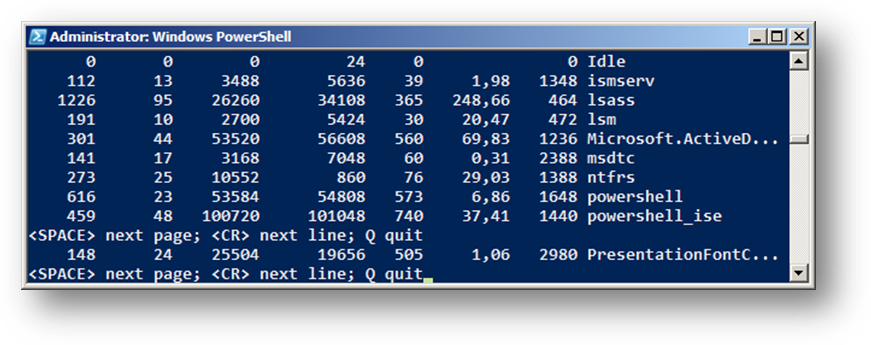 Administrator: Windows PowerShell
0 0 0 24 0 0 Idle
112 13 3488 5636 39 1,98 1348 ismserv
1226 95 26260 34108 365 248,66 464 lsass
191 10 2700 5424 30 20,47 472 lsm
301 44 53520 56608 560 69,83 1236 Microsoft.ActiveD...
141 17 3168 7048 60 0,31 2388 msdtc
273 25 10552 860 76 29,03 1388 ntfrs
616 23 53584 54808 573 6,86 1648 powershell
459 48 100720 101048 740 37,41 1440 powershell_ise
<SPACE> next page; <CR> next line; Q quit
148 24 25504 19656 505 1,06 2980 PresentationFontC...
<SPACE> next page; <CR> next line; Q quit